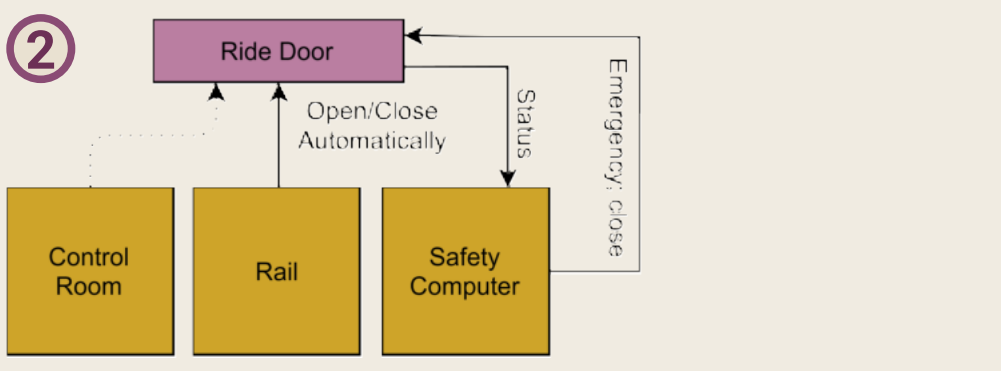 2
Ride Door
Open/Close
Automatically
Status
Emergency: close
Control
Room
Rail
Safety
Computer